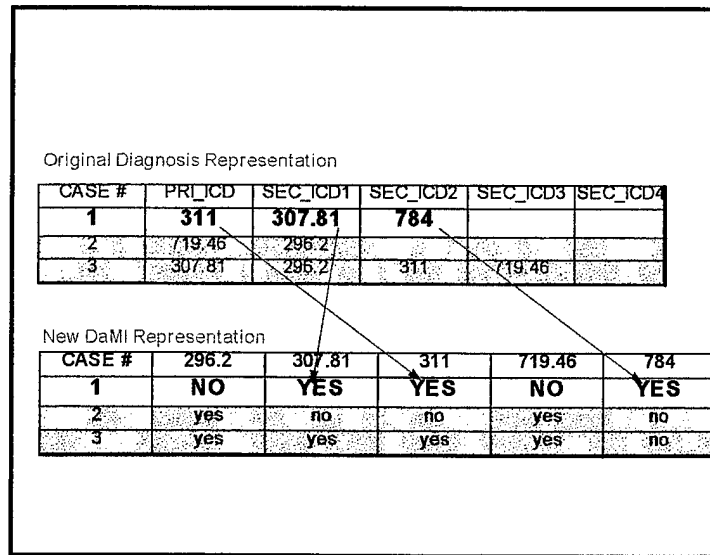 Original Diagnosis Representation
CASE # PRI_ICD SEC_ICD1 SEC_ICD2 SEC_ICD3 SEC_ICD4
1 311 307.81 784
2 719.46 296.2
3 307.81 296.2 311 719.46
New DaMI Representation
CASE # 296.2 307.81 311 719.46 784
1 NO YES YES NO YES
2 yes no no yes no
3 yes yes yes yes no